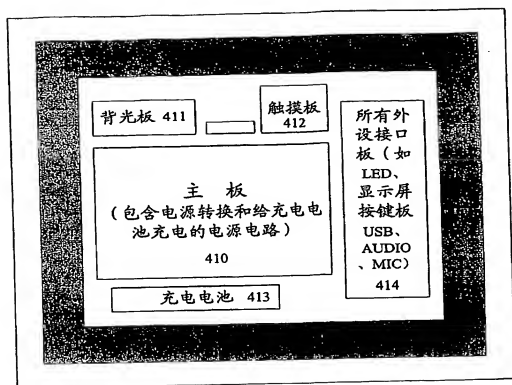 背光板 411
触摸板
412
主 板
(包含电源转换和给充电电
池充电的电源电路)
410
充电电池 413
所有外
设接口
板(如
LED、
显示屏
按键板
USB、
AUDIO
、MIC)
414